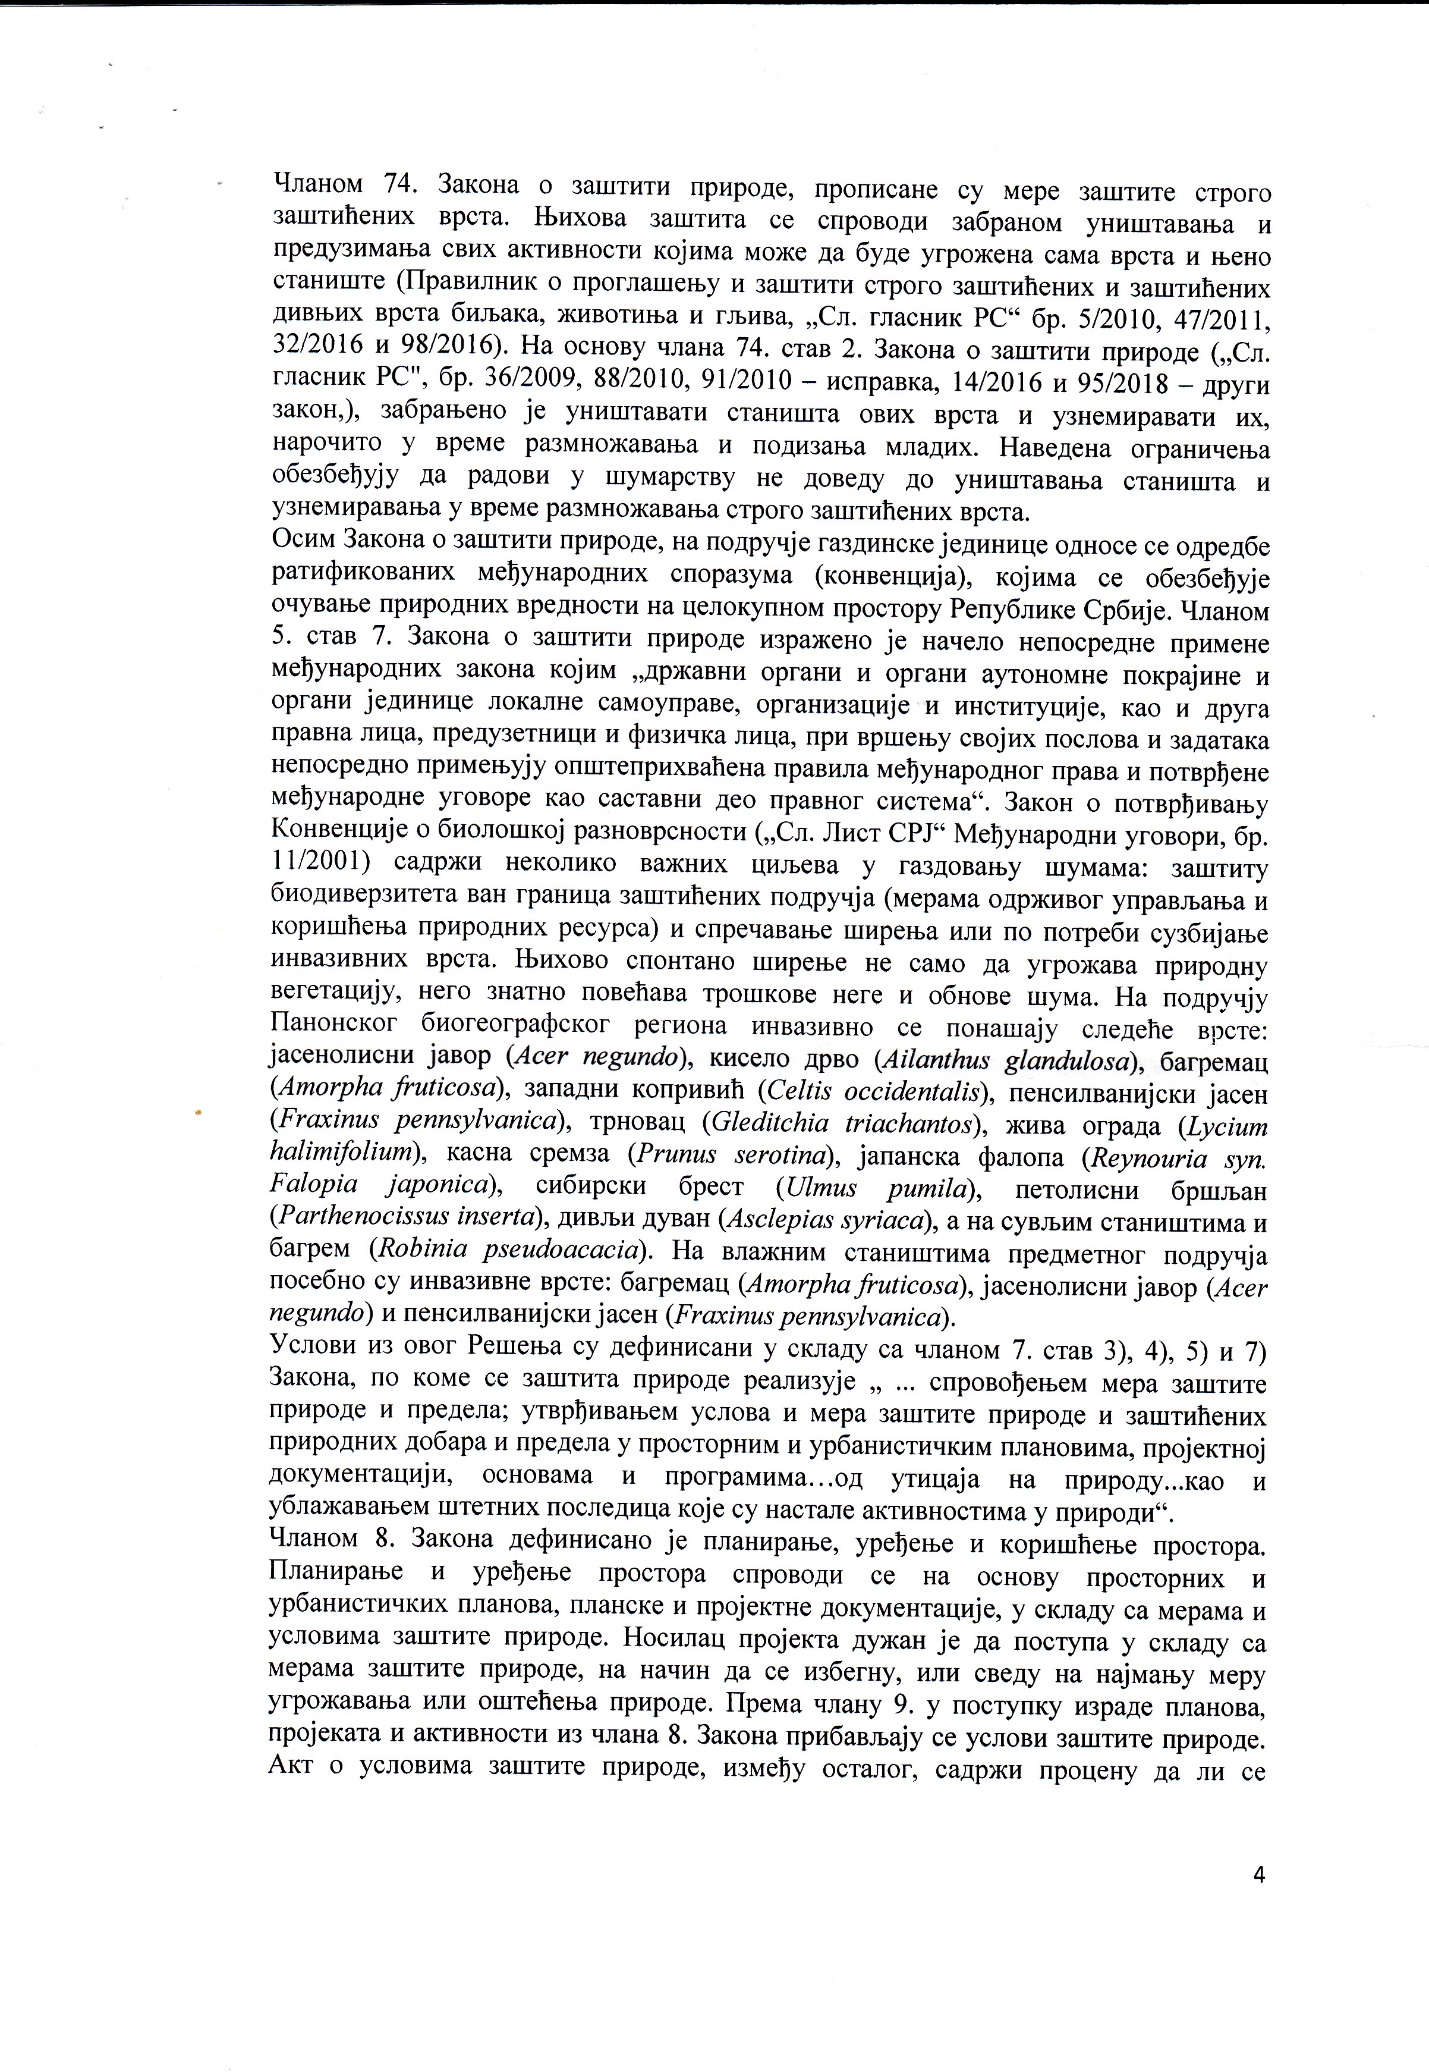 Чланом 74. Закона о заштити природе, прописане су мере заштите строго
заштићених врста. Њихова заштита се спроводи забраном уништавања и
предузимања свих активности којима може да буде угрожена сама врста и њено
станиште (Правилник о проглашењу и заштити строго заштићених и заштићених
дивњих врста биљака, животиња и гљива, „Сл. гласник РС“ бр. 5/2010, 47/2011,
32/2016 и 98/2016). На основу члана 74. став 2. Закона о заштити природе („Сл.
гласник РС", бр. 36/2009, 88/2010, 91/2010 – исправка, 14/2016 и 95/2018 – други
закон,), забрањено је уништавати станишта ових врста и узнемиравати их,
нарочито у време размножавања и подизања младих. Наведена ограничења
обезбеђују да радови у шумарству не доведу до уништавања станишта и
узнемиравања у време размножавања строго заштићених врста.
Осим Закона о заштити природе, на подручје газдинске јединице односе се одредбе
ратификованих међународних споразума (конвенција), којима се обезбеђује
очување природних вредности на целокупном простору Републике Србије. Чланом
5. став 7. Закона о заштити природе изражено је начело непосредне примене
међународних закона којим „државни органи и органи аутономне покрајине и
органи јединице локалне самоуправе, организације и институције, као и друга
правна лица, предузетници и физичка лица, при вршењу својих послова и задатака
непосредно примењују општеприхваћена правила међународног права и потврђене
међународне уговоре као саставни део правног система“. Закон о потврђивању
Конвенције о биолошкој разноврсности („Сл. Лист СРЈ“ Међународни уговори, бр.
11/2001) садржи неколико важних циљева у газдовању шумама: заштиту
биодиверзитета ван граница заштићених подручја (мерама одрживог управљања и
коришћења природних ресурса) и спречавање ширења или по потреби сузбијање
инвазивних врста. Њихово спонтано ширење не само да угрожава природну
вегетацију, него знатно повећава трошкове неге и обнове шума. На подручју
Панонског биогеографског региона инвазивно се понашају следеће врсте:
јасенолисни јавор (Acer negundo), кисело дрво (Ailanthus glandulosa), багремац
(Amorpha fruticosa), западни копривић (Celtis occidentalis), пенсилванијски јасен
(Fraxinus pennsylvanica), трновац (Gleditchia triachantos), жива ограда (Lycium
halimifolium), касна сремза (Prunus serotina), јапанска фалопа (Reynouria syn.
Falopia japonica), сибирски брест (Ulmus pumila), петолисни бршљан
(Parthenocissus inserta), дивљи дуван (Asclepias syriaca), а на сувљим стаништима и
багрем (Robinia pseudoacacia). На влажним стаништима предметног подручја
посебно су инвазивне врсте: багремац (Amorpha fruticosa), јасенолисни јавор (Acer
negundo) и пенсилванијски јасен (Fraxinus pennsylvanica).
Услови из овог Решења су дефинисани у складу са чланом 7. став 3), 4), 5) и 7)
Закона, по коме се заштита природе реализује „ ... спровођењем мера заштите
природе и предела; утврђивањем услова и мера заштите природе и заштићених
природних добара и предела у просторним и урбанистичким плановима, пројектној
документацији, основама и програмима...од утицаја на природу...као и
ублажавањем штетних последица које су настале активностима у природи“.
Чланом 8. Закона дефинисано је планирање, уређење и коришћење простора.
Планирање и уређење простора спроводи се на основу просторних и
урбанистичких планова, планске и пројектне документације, у складу са мерама и
условима заштите природе. Носилац пројекта дужан је да поступа у складу са
мерама заштите природе, на начин да се избегну, или сведу на најмању меру
угрожавања или оштећења природе. Према члану 9. у поступку израде планова,
пројеката и активности из члана 8. Закона прибављају се услови заштите природе.
Акт о условима заштите природе, између осталог, садржи процену да ли се
4